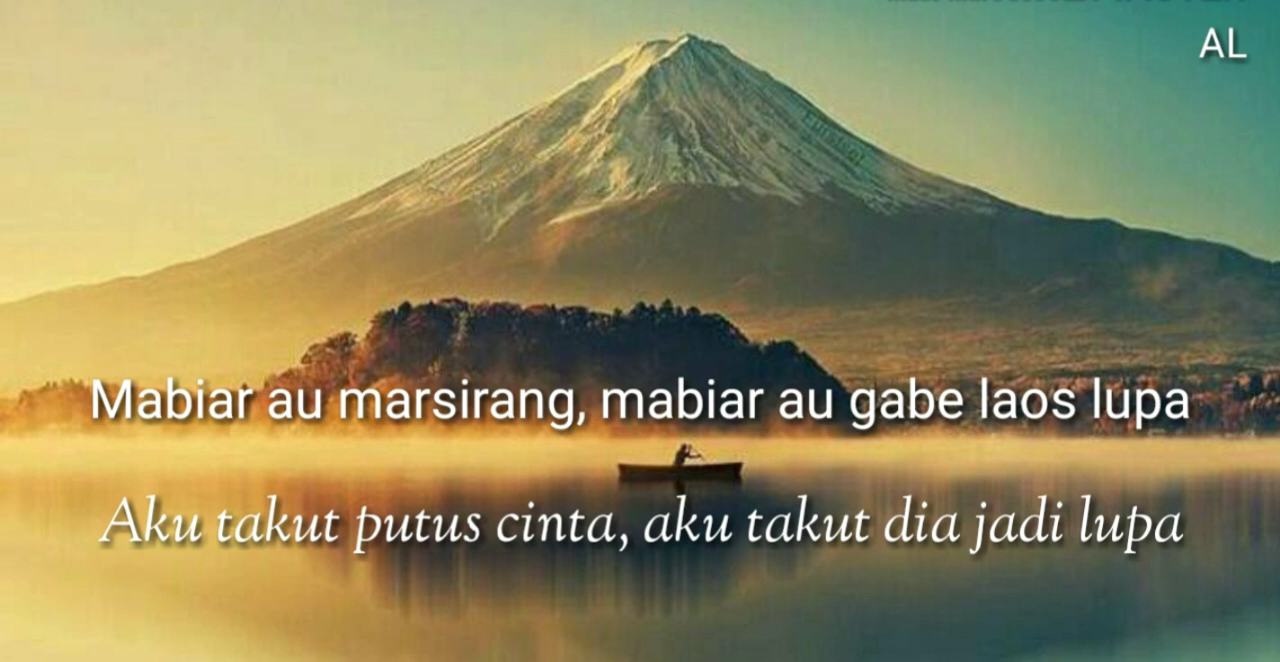 AL
Mabiar au marsirang, mabiar au gabe laos lupa
Aku takut putus cinta, aku takut dia jadi lupa